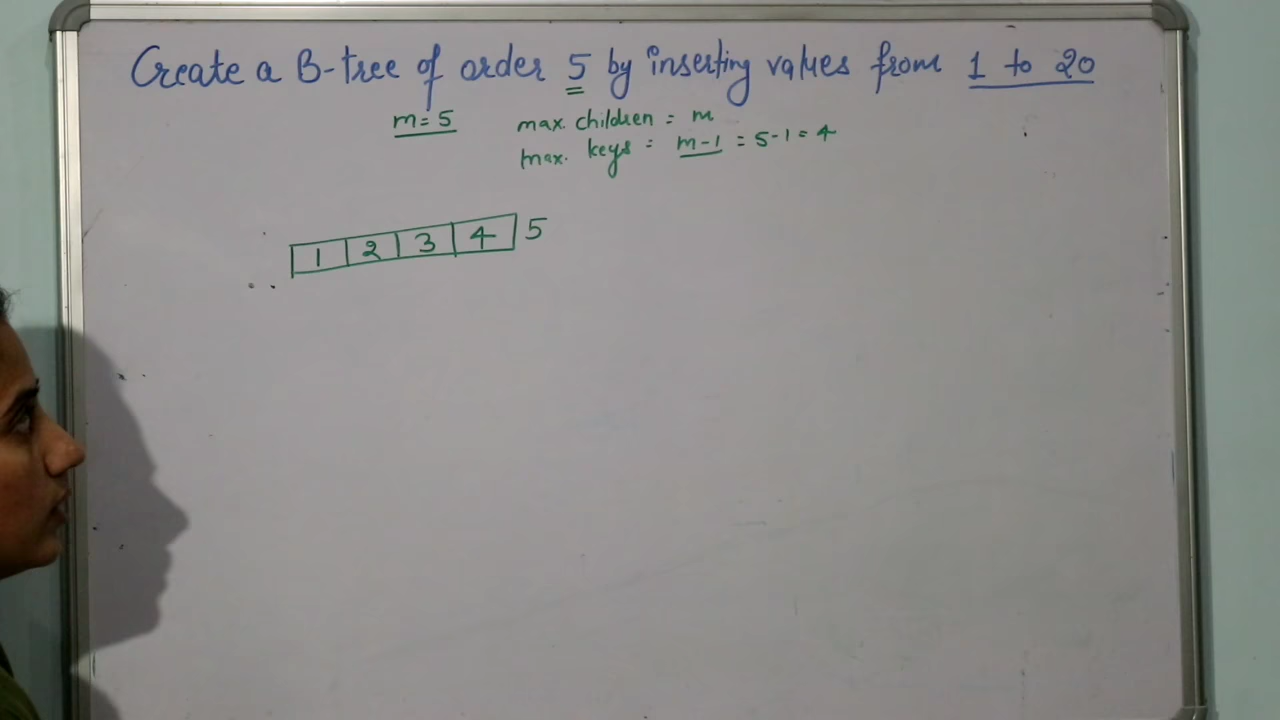 Create a B-tree of order 5 by inserting values from 1 to 20
m=5 max. children = m
max. keys = m-1 = 5-1=4
1 2 3 4 5